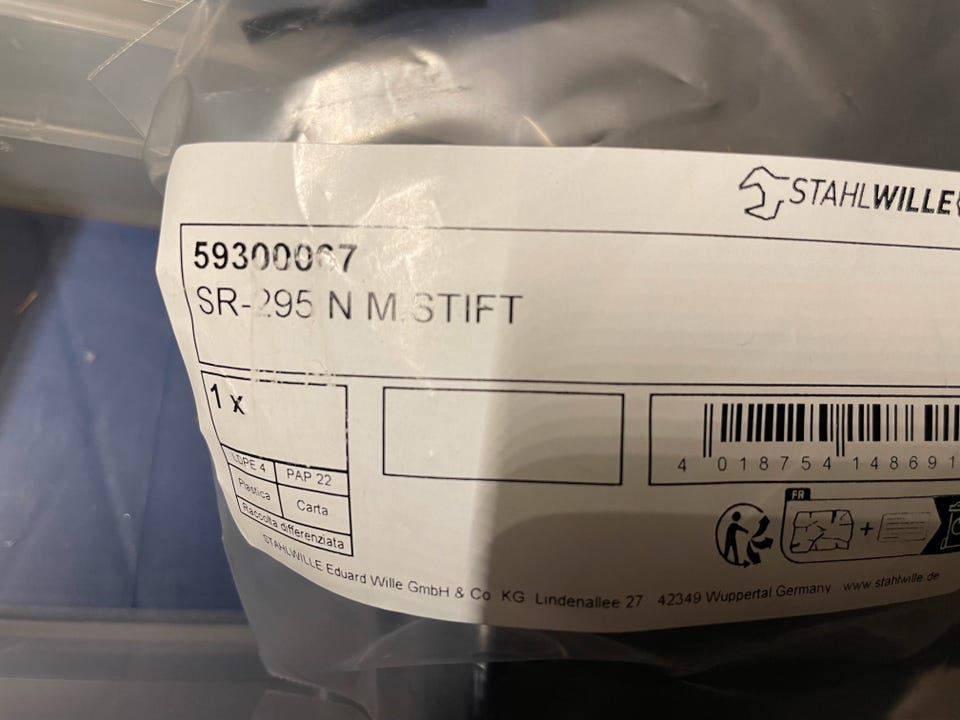 STAHLWILLE
59300067
SR-295 N M.STIFT
1 x
LDPE 4 PAP 22
Plastica Carta
Raccolta differenziata
4 018754 148691
FR
+
STAHLWILLE Eduard Wille GmbH & Co KG Lindenallee 27 42349 Wuppertal Germany www.stahlwille.de